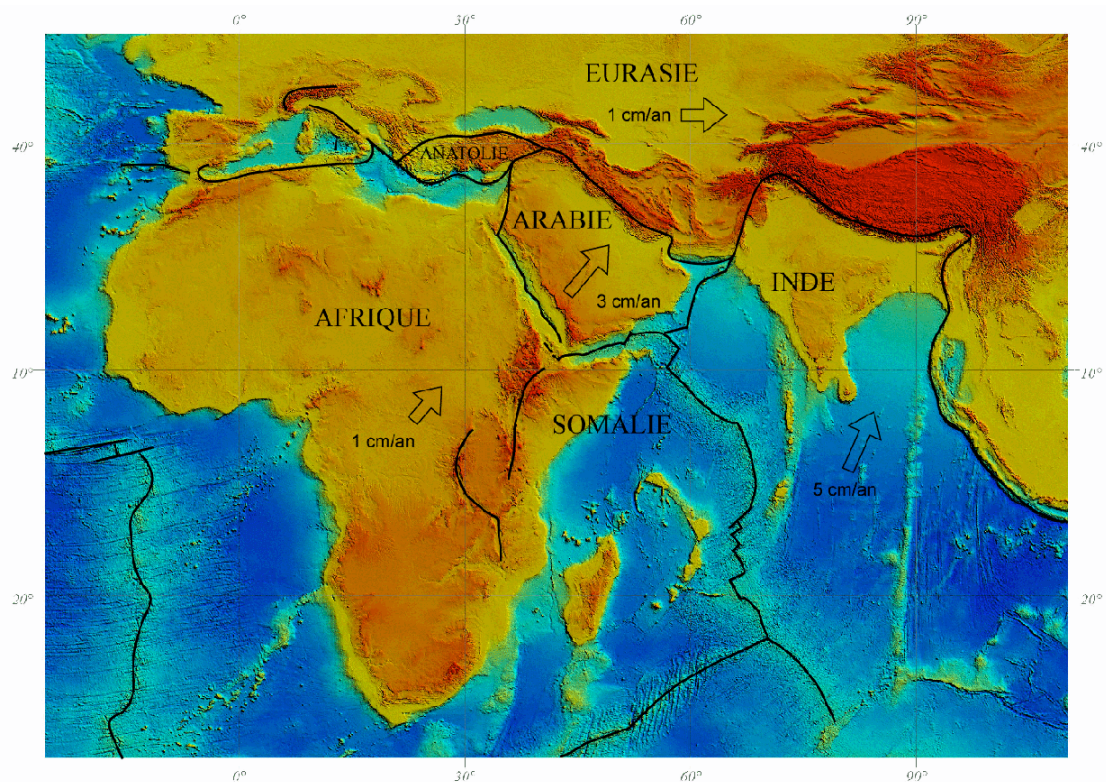 0° 30° 60° 90°
EURASIE
1 cm/an
40° 40°
ANATOLIE
ARABIE
INDE
3 cm/an
AFRIQUE
10° 10°
SOMALIE
1 cm/an
5 cm/an
20° 20°
0° 30° 60° 90°